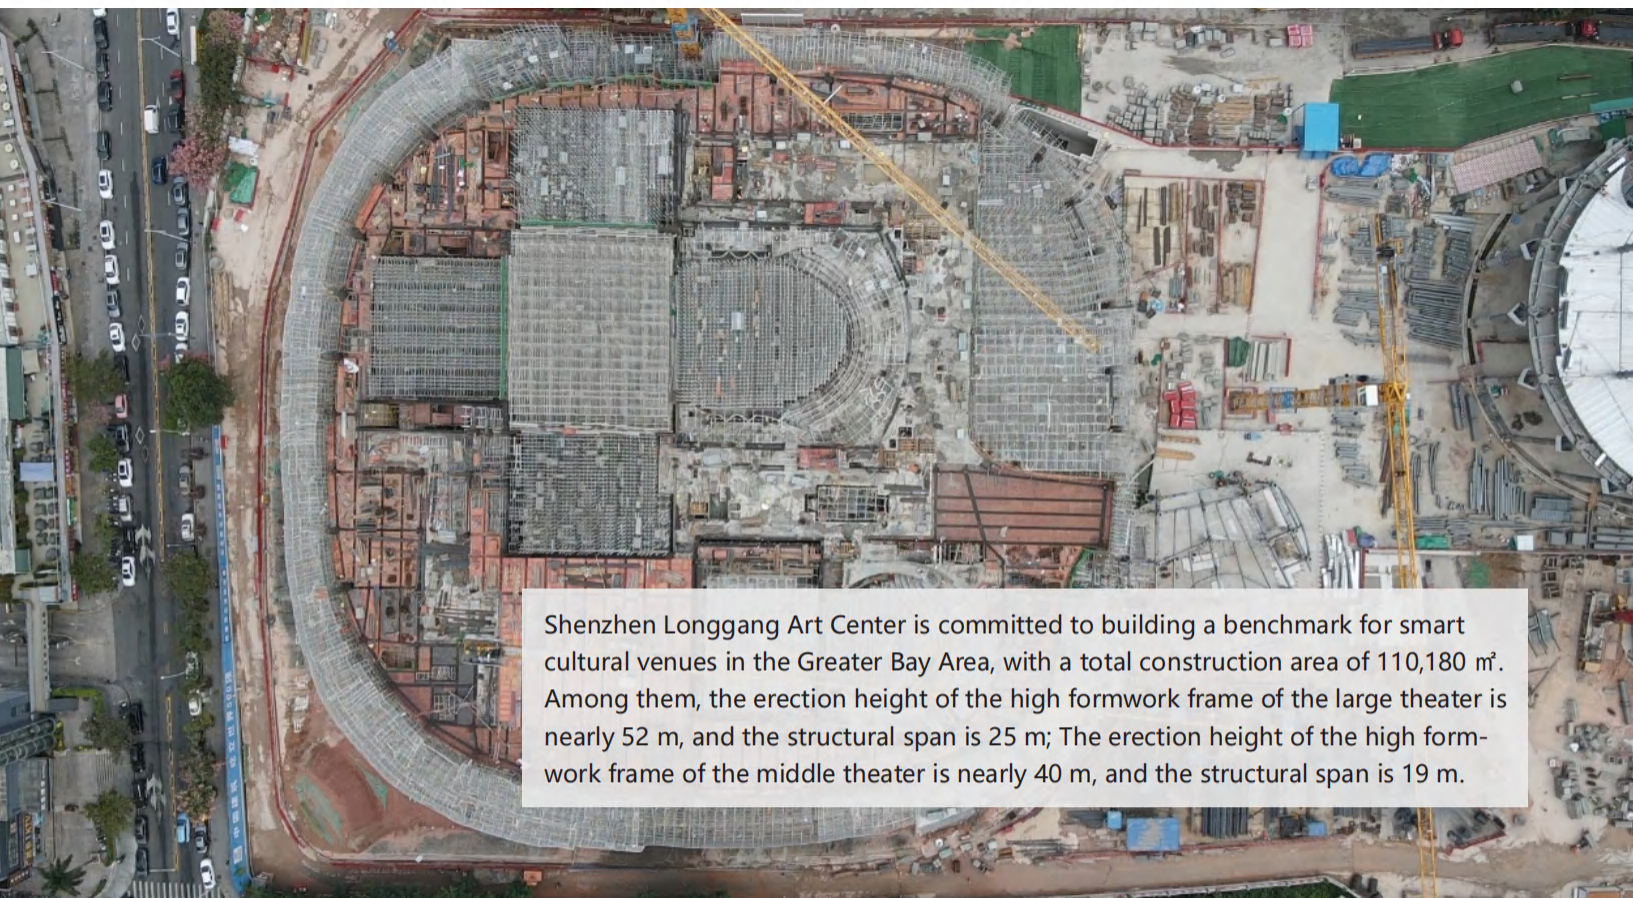 Shenzhen Longgang Art Center is committed to building a benchmark for smart
cultural venues in the Greater Bay Area, with a total construction area of 110,180 ㎡.
Among them, the erection height of the high formwork frame of the large theater is
nearly 52 m, and the structural span is 25 m; The erection height of the high form-
work frame of the middle theater is nearly 40 m, and the structural span is 19 m.